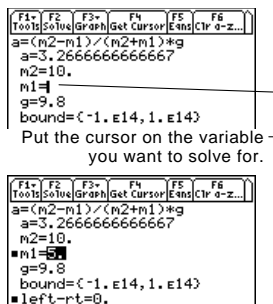 F1▾ F2 F3▾ F4 F5 F6
Tools Solve Graph Get Cursor Eqns Clr a-z...
a=(m2-m1)/(m2+m1)*g
a=3.2666666666667
m2=10.
m1=
g=9.8
bound={-1.E14,1.E14}
Put the cursor on the variable
you want to solve for.
F1▾ F2 F3▾ F4 F5 F6
Tools Solve Graph Get Cursor Eqns Clr a-z...
a=(m2-m1)/(m2+m1)*g
a=3.2666666666667
m2=10.
▪m1=5.
g=9.8
bound={-1.E14,1.E14}
▪left-rt=0.